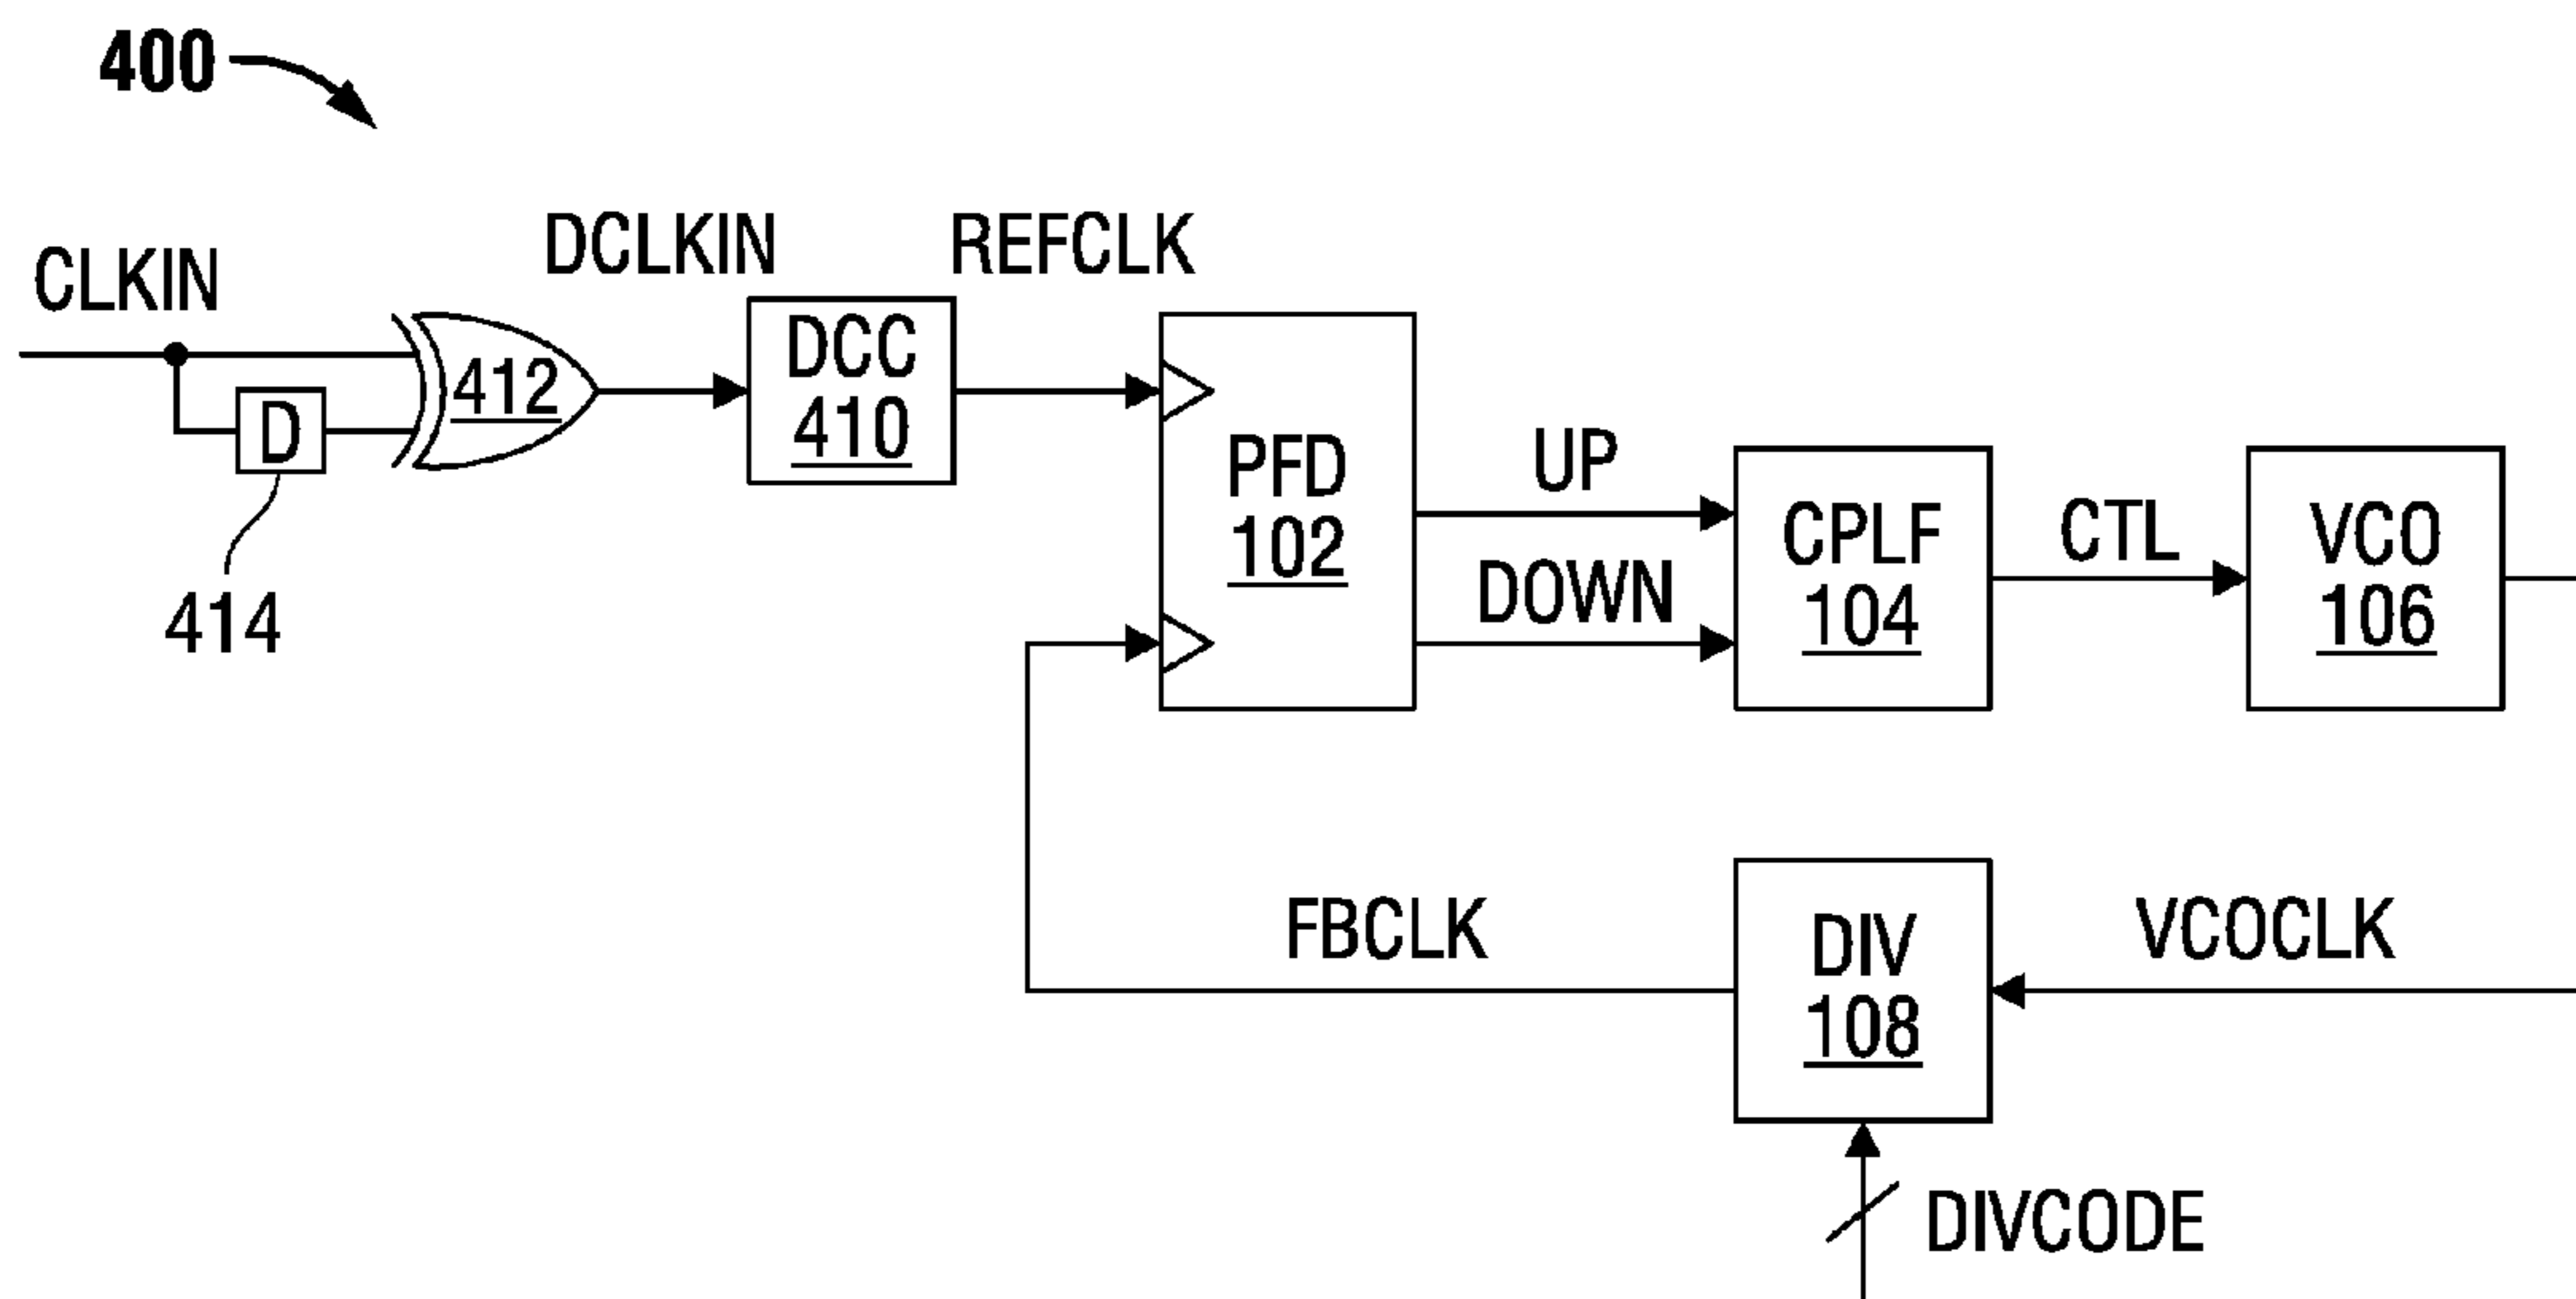 400
CLKIN
DCLKIN
REFCLK
D
412
414
DCC
410
PFD
102
UP
DOWN
CPLF
104
CTL
VCO
106
FBCLK
DIV
108
VCOCLK
DIVCODE